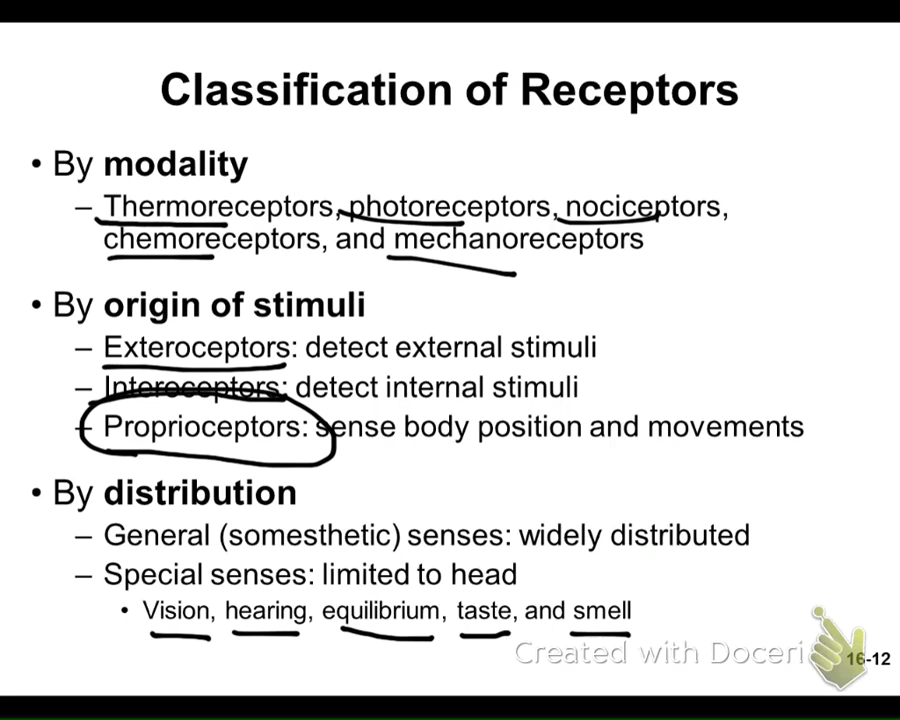 Classification of Receptors
• By modality
– Thermoreceptors, photoreceptors, nociceptors,
chemoreceptors, and mechanoreceptors
• By origin of stimuli
– Exteroceptors: detect external stimuli
– Interoceptors: detect internal stimuli
– Proprioceptors: sense body position and movements
• By distribution
– General (somesthetic) senses: widely distributed
– Special senses: limited to head
• Vision, hearing, equilibrium, taste, and smell
Created with Doceri
16-12